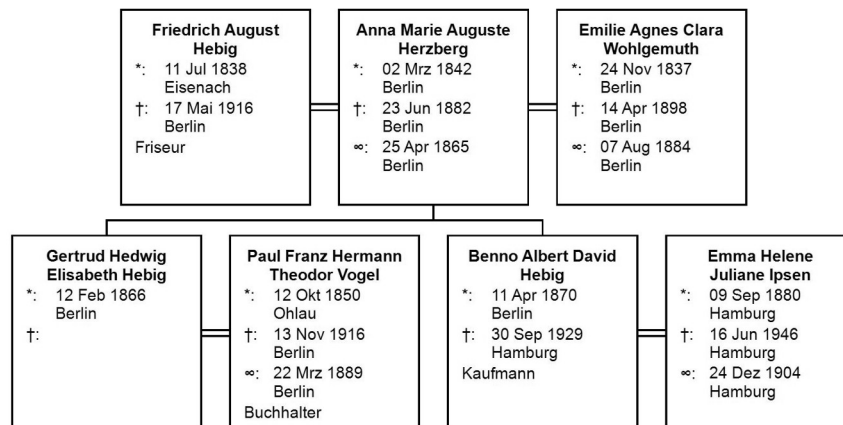 Friedrich August
Hebig
*: 11 Jul 1838
Eisenach
†: 17 Mai 1916
Berlin
Friseur
Anna Marie Auguste
Herzberg
*: 02 Mrz 1842
Berlin
†: 23 Jun 1882
Berlin
∞: 25 Apr 1865
Berlin
Emilie Agnes Clara
Wohlgemuth
*: 24 Nov 1837
Berlin
†: 14 Apr 1898
Berlin
∞: 07 Aug 1884
Berlin
Gertrud Hedwig
Elisabeth Hebig
*: 12 Feb 1866
Berlin
†:
Paul Franz Hermann
Theodor Vogel
*: 12 Okt 1850
Ohlau
†: 13 Nov 1916
Berlin
∞: 22 Mrz 1889
Berlin
Buchhalter
Benno Albert David
Hebig
*: 11 Apr 1870
Berlin
†: 30 Sep 1929
Hamburg
Kaufmann
Emma Helene
Juliane Ipsen
*: 09 Sep 1880
Hamburg
†: 16 Jun 1946
Hamburg
∞: 24 Dez 1904
Hamburg